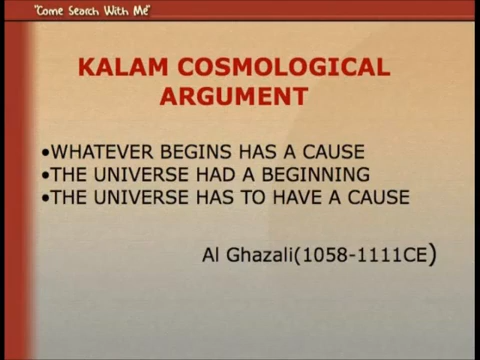 "Come Search With Me"
KALAM COSMOLOGICAL
ARGUMENT
•WHATEVER BEGINS HAS A CAUSE
•THE UNIVERSE HAD A BEGINNING
•THE UNIVERSE HAS TO HAVE A CAUSE
Al Ghazali(1058-1111CE)